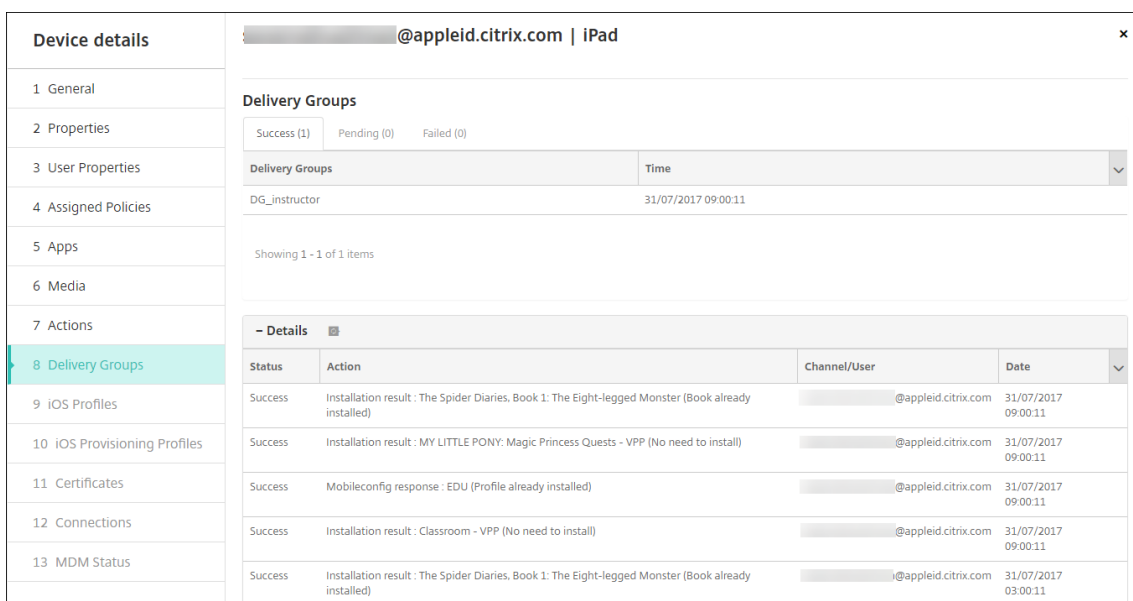 Device details
@appleid.citrix.com | iPad
×
1 General
2 Properties
3 User Properties
4 Assigned Policies
5 Apps
6 Media
7 Actions
8 Delivery Groups
9 iOS Profiles
10 iOS Provisioning Profiles
11 Certificates
12 Connections
13 MDM Status
Delivery Groups
Success (1) Pending (0) Failed (0)
Delivery Groups Time
DG_instructor 31/07/2017 09:00:11
Showing 1 - 1 of 1 items
− Details
Status Action Channel/User Date
Success Installation result : The Spider Diaries, Book 1: The Eight-legged Monster (Book already @appleid.citrix.com 31/07/2017
installed) 09:00:11
Success Installation result : MY LITTLE PONY: Magic Princess Quests - VPP (No need to install) @appleid.citrix.com 31/07/2017
09:00:11
Success Mobileconfig response : EDU (Profile already installed) @appleid.citrix.com 31/07/2017
09:00:11
Success Installation result : Classroom - VPP (No need to install) @appleid.citrix.com 31/07/2017
09:00:11
Success Installation result : The Spider Diaries, Book 1: The Eight-legged Monster (Book already @appleid.citrix.com 31/07/2017
installed) 03:00:11